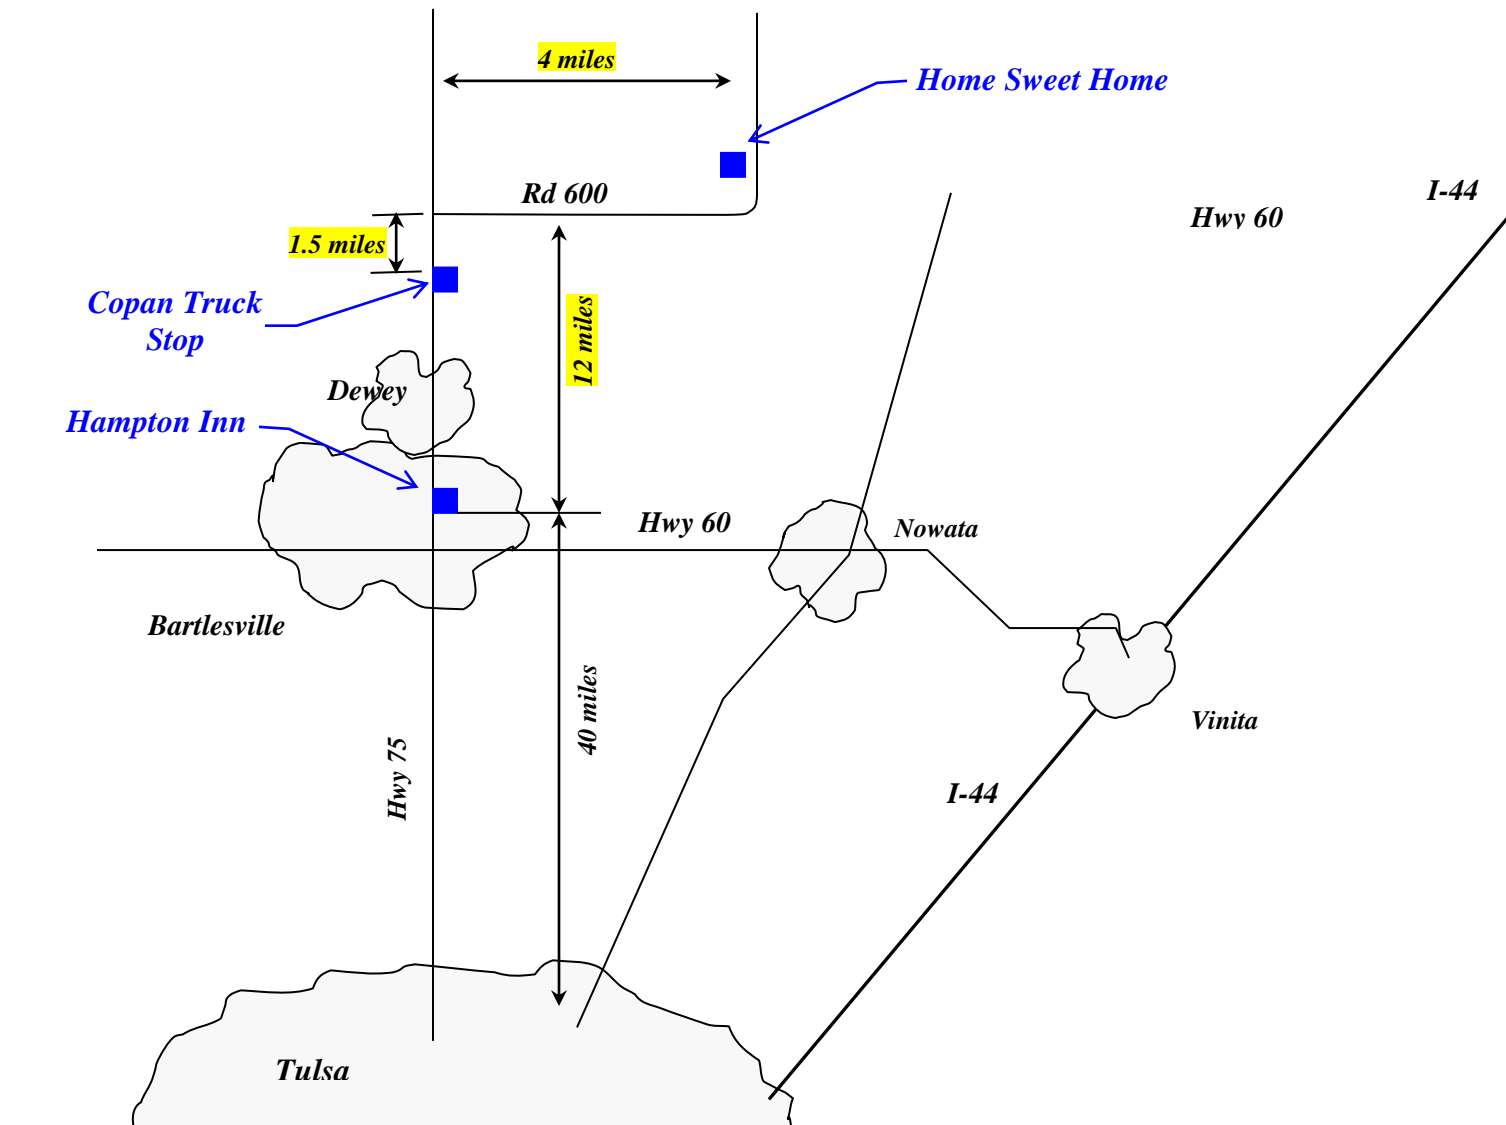 4 miles
Home Sweet Home
Rd 600
I-44
Hwy 60
1.5 miles
Copan Truck
Stop
12 miles
Dewey
Hampton Inn
Hwy 60
Nowata
Bartlesville
40 miles
Vinita
Hwy 75
I-44
Tulsa